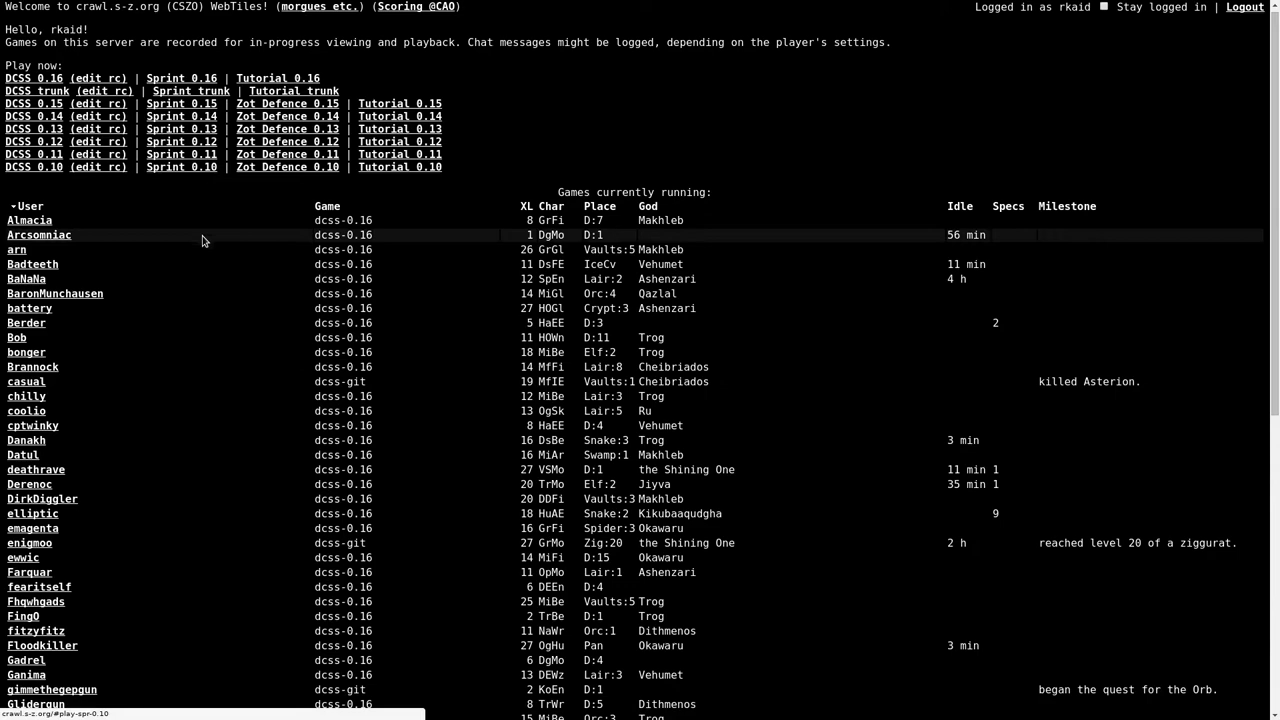 Welcome to crawl.s-z.org (CSZO) WebTiles! (morgues etc.) (Scoring @CAO) Logged in as rkaid Stay logged in | Logout
Hello, rkaid!
Games on this server are recorded for in-progress viewing and playback. Chat messages might be logged, depending on the player's settings.
Play now:
DCSS 0.16 (edit rc) | Sprint 0.16 | Tutorial 0.16
DCSS trunk (edit rc) | Sprint trunk | Tutorial trunk
DCSS 0.15 (edit rc) | Sprint 0.15 | Zot Defence 0.15 | Tutorial 0.15
DCSS 0.14 (edit rc) | Sprint 0.14 | Zot Defence 0.14 | Tutorial 0.14
DCSS 0.13 (edit rc) | Sprint 0.13 | Zot Defence 0.13 | Tutorial 0.13
DCSS 0.12 (edit rc) | Sprint 0.12 | Zot Defence 0.12 | Tutorial 0.12
DCSS 0.11 (edit rc) | Sprint 0.11 | Zot Defence 0.11 | Tutorial 0.11
DCSS 0.10 (edit rc) | Sprint 0.10 | Zot Defence 0.10 | Tutorial 0.10
Games currently running:
User Game XL Char Place God Idle Specs Milestone
Almacia dcss-0.16 8 GrFi D:7 Makhleb
Arcsomniac dcss-0.16 1 DgMo D:1 56 min
arn dcss-0.16 26 GrGl Vaults:5 Makhleb
Badteeth dcss-0.16 11 DsFE IceCv Vehumet 11 min
BaNaNa dcss-0.16 12 SpEn Lair:2 Ashenzari 4 h
BaronMunchausen dcss-0.16 14 MiGl Orc:4 Qazlal
battery dcss-0.16 27 HOGl Crypt:3 Ashenzari
Berder dcss-0.16 5 HaEE D:3 2
Bob dcss-0.16 11 HOWn D:11 Trog
bonger dcss-0.16 18 MiBe Elf:2 Trog
Brannock dcss-0.16 14 MfFi Lair:8 Cheibriados
casual dcss-git 19 MfIE Vaults:1 Cheibriados killed Asterion.
chilly dcss-0.16 12 MiBe Lair:3 Trog
coolio dcss-0.16 13 OgSk Lair:5 Ru
cptwinky dcss-0.16 8 HaEE D:4 Vehumet
Danakh dcss-0.16 16 DsBe Snake:3 Trog 3 min
Datul dcss-0.16 16 MiAr Swamp:1 Makhleb
deathrave dcss-0.16 27 VSMo D:1 the Shining One 11 min 1
Derenoc dcss-0.16 20 TrMo Elf:2 Jiyva 35 min 1
DirkDiggler dcss-0.16 20 DDFi Vaults:3 Makhleb
elliptic dcss-0.16 18 HuAE Snake:2 Kikubaaqudgha 9
emagenta dcss-0.16 16 GrFi Spider:3 Okawaru
enigmoo dcss-git 27 GrMo Zig:20 the Shining One 2 h reached level 20 of a ziggurat.
ewwic dcss-0.16 14 MiFi D:15 Okawaru
Farquar dcss-0.16 11 OpMo Lair:1 Ashenzari
fearitself dcss-0.16 6 DEEn D:4
Fhqwhgads dcss-0.16 25 MiBe Vaults:5 Trog
FingO dcss-0.16 2 TrBe D:1 Trog
fitzyfitz dcss-0.16 11 NaWr Orc:1 Dithmenos
Floodkiller dcss-0.16 27 OgHu Pan Okawaru 3 min
Gadrel dcss-0.16 6 DgMo D:4
Ganima dcss-0.16 13 DEWz Lair:3 Vehumet
gimmethegepgun dcss-git 2 KoEn D:1 began the quest for the Orb.
Glidergun dcss-0.16 8 TrWr D:5 Dithmenos
15 MiBe Orc:3 Trog
crawl.s-z.org/#play-spr-0.10